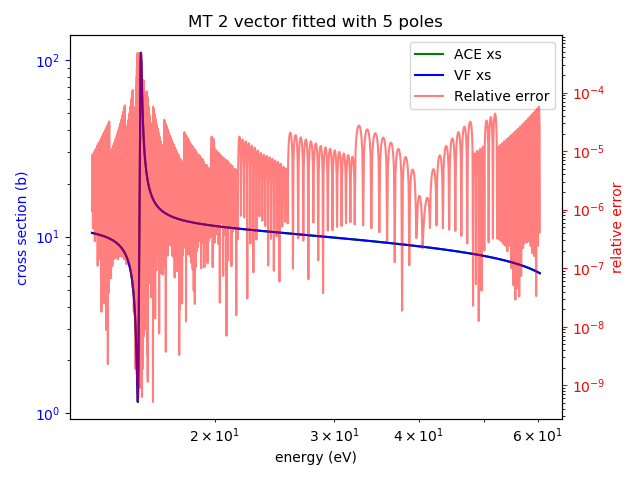 MT 2 vector fitted with 5 poles
ACE xs
VF xs
Relative error
10²
10¹
10⁰
cross section (b)
10⁻⁴
10⁻⁵
10⁻⁶
10⁻⁷
10⁻⁸
10⁻⁹
relative error
2 × 10¹
3 × 10¹
4 × 10¹
6 × 10¹
energy (eV)